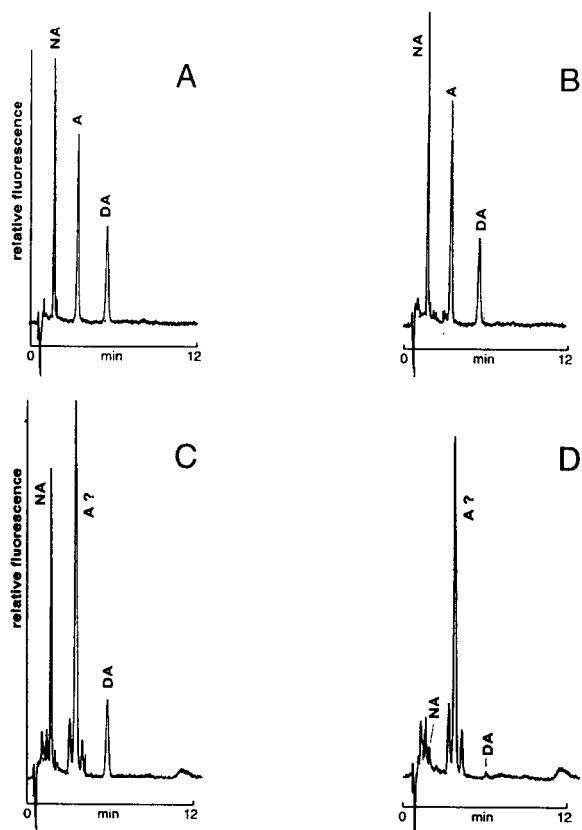 A
NA
A
DA
relative fluorescence
0
min
12
B
NA
A
DA
0
min
12
C
NA
A ?
DA
relative fluorescence
0
min
12
D
A ?
NA
DA
0
min
12